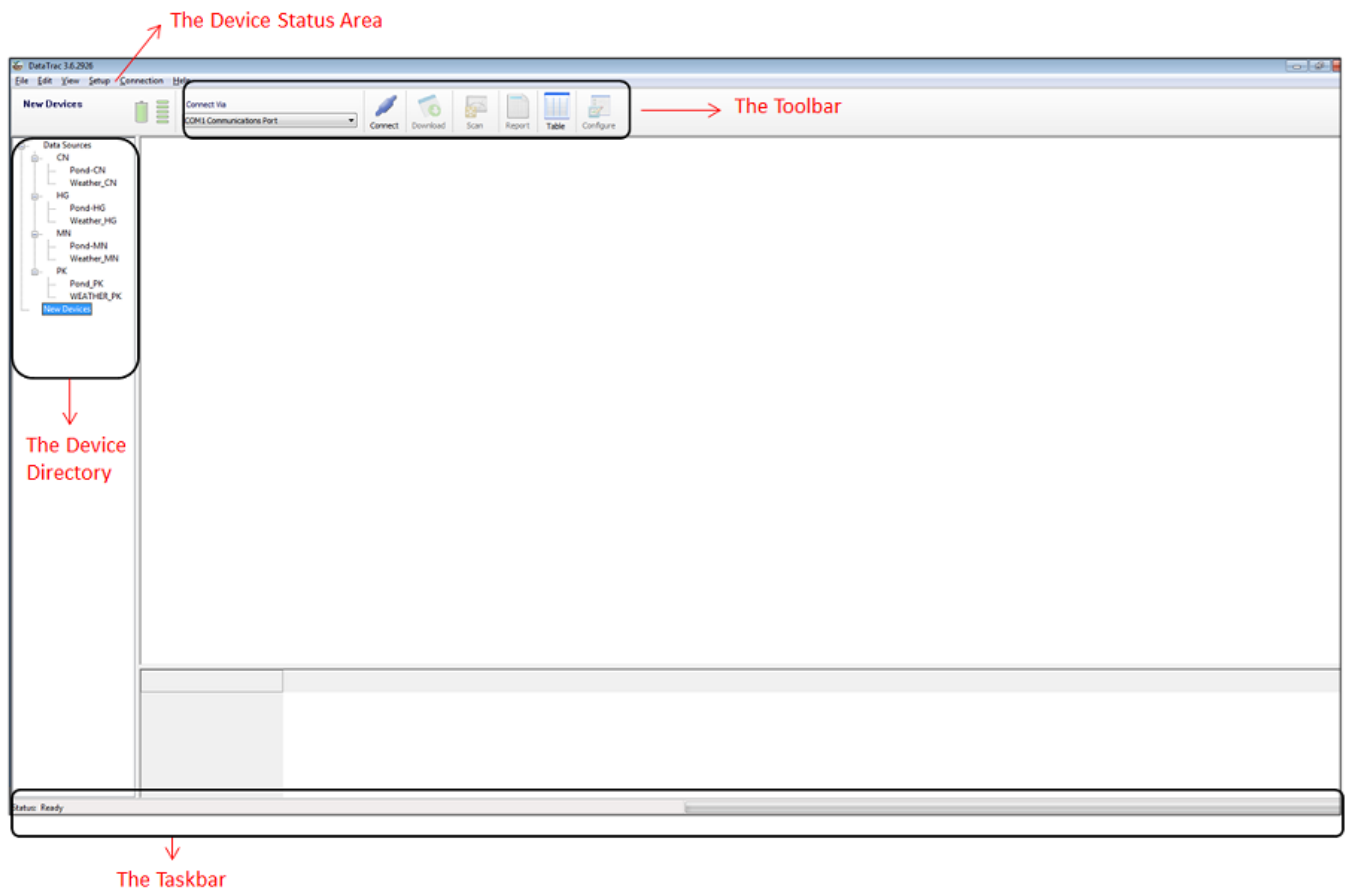 The Device Status Area
DataTrac 3.6.2926
File Edit View Setup Connection Help
New Devices
Connect Via
COM1 Communications Port
Connect Download Scan Report Table Configure
The Toolbar
Data Sources
CN
Pond-CN
Weather_CN
HG
Pond-HG
Weather_HG
MN
Pond-MN
Weather_MN
PK
Pond_PK
WEATHER_PK
New Devices
The Device
Directory
Status: Ready
The Taskbar